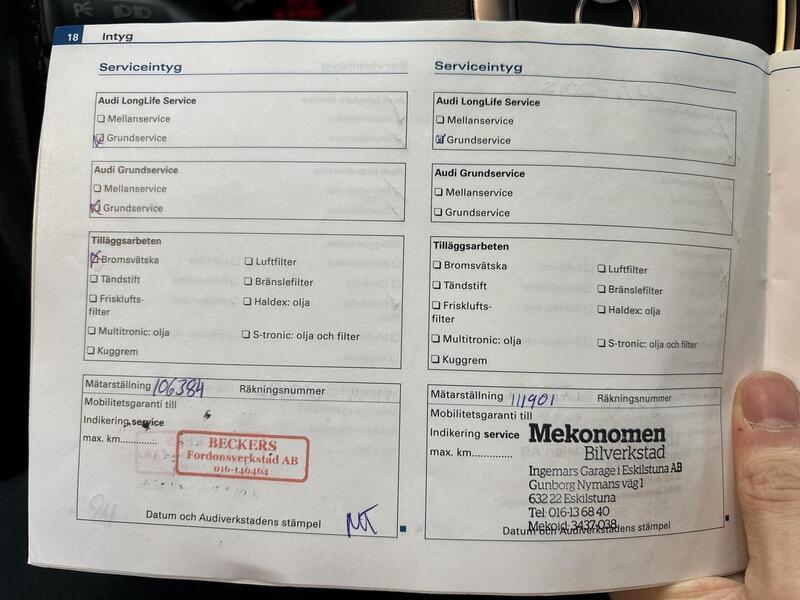 18 Intyg
Serviceintyg
Audi LongLife Service
Mellanservice
Grundservice
Audi Grundservice
Mellanservice
Grundservice
Tilläggsarbeten
Bromsvätska
Luftfilter
Tändstift
Bränslefilter
Frisklufts-
filter
Haldex: olja
Multitronic: olja
S-tronic: olja och filter
Kuggrem
Mätarställning 106384 Räkningsnummer
Mobilitetsgaranti till
Indikering service
max. km..............
BECKERS
Fordonsverkstad AB
016-146464
Datum och Audiverkstadens stämpel
Serviceintyg
Audi LongLife Service
Mellanservice
Grundservice
Audi Grundservice
Mellanservice
Grundservice
Tilläggsarbeten
Bromsvätska
Luftfilter
Tändstift
Bränslefilter
Frisklufts-
filter
Haldex: olja
Multitronic: olja
S-tronic: olja och filter
Kuggrem
Mätarställning 111901 Räkningsnummer
Mobilitetsgaranti till
Indikering service
max. km..............
Mekonomen
Bilverkstad
Ingemars Garage i Eskilstuna AB
Gunborg Nymans väg 1
632 22 Eskilstuna
Tel: 016-13 68 40
Mekoid: 3437-038
Datum och Audiverkstadens stämpel